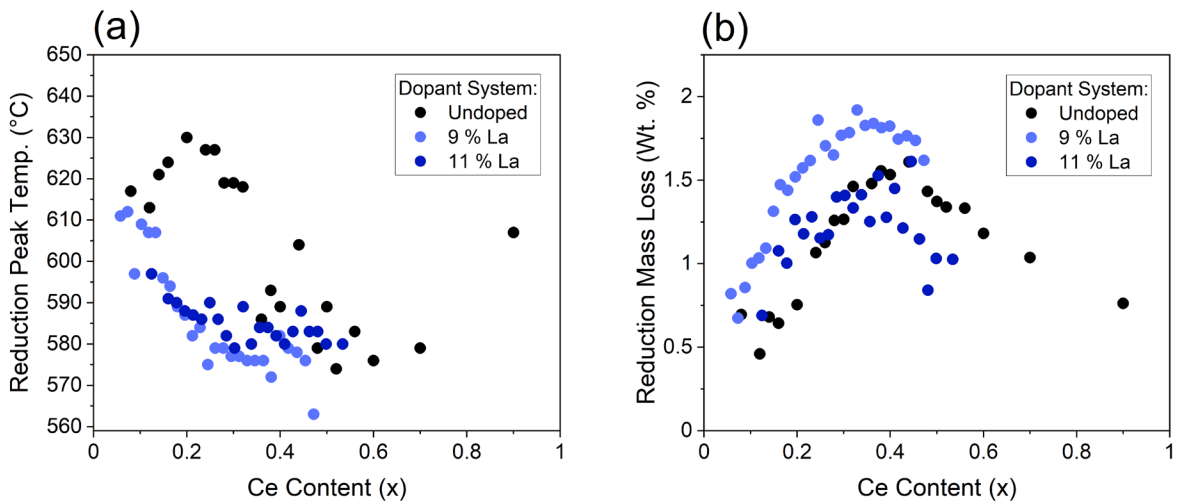 (a)
650
640
630
620
610
600
590
580
570
560
Reduction Peak Temp. (°C)
0
0.2
0.4
0.6
0.8
1
Ce Content (x)
Dopant System:
Undoped
9 % La
11 % La
(b)
2
1.5
1
0.5
0
Reduction Mass Loss (Wt. %)
0
0.2
0.4
0.6
0.8
1
Ce Content (x)
Dopant System:
Undoped
9 % La
11 % La